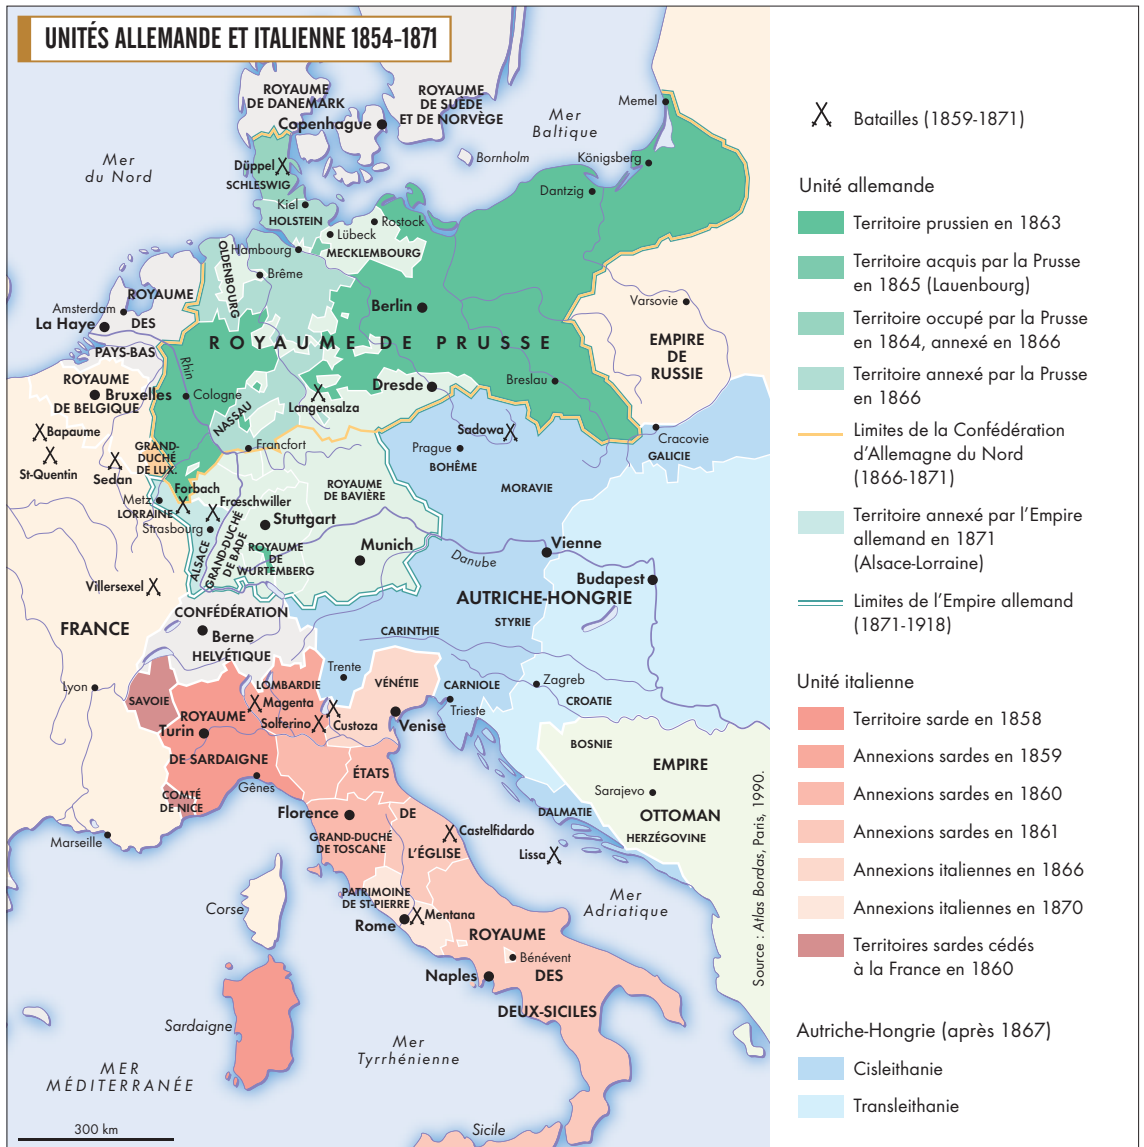 UNITÉS ALLEMANDE ET ITALIENNE 1854-1871
ROYAUME
DE DANEMARK
Copenhague
ROYAUME
DE SUÈDE
ET DE NORVÈGE
Mer
Baltique
Memel
Mer
du Nord
Bornholm
Königsberg
Düppel
SCHLESWIG
Dantzig
Kiel
HOLSTEIN
Rostock
Lübeck
MECKLEMBOURG
Hambourg
OLDENBOURG
Brême
Amsterdam
La Haye
ROYAUME
DES
PAYS-BAS
Berlin
Varsovie
ROYAUME DE PRUSSE
EMPIRE
DE
RUSSIE
Rhin
ROYAUME
DE BELGIQUE
Bruxelles
Cologne
Dresde
Breslau
Langensalza
NASSAU
Bapaume
St-Quentin
Sedan
GRAND-
DUCHÉ
DE LUX.
Francfort
Sadowa
Prague
BOHÊME
Cracovie
GALICIE
MORAVIE
Forbach
Metz
LORRAINE
Frœschwiller
Strasbourg
ALSACE
GRAND-DUCHÉ
DE BADE
ROYAUME
DE BAVIÈRE
Stuttgart
ROYAUME
DE
WURTEMBERG
Munich
Danube
Vienne
Budapest
Villersexel
AUTRICHE-HONGRIE
STYRIE
CARINTHIE
FRANCE
CONFÉDÉRATION
Berne
HELVÉTIQUE
Lyon
SAVOIE
Trente
LOMBARDIE
VÉNÉTIE
CARNIOLE
Zagreb
CROATIE
Trieste
Magenta
Solferino
Custoza
Venise
ROYAUME
Turin
DE SARDAIGNE
COMTÉ
DE NICE
Gênes
BOSNIE
EMPIRE
Sarajevo
OTTOMAN
HERZÉGOVINE
DALMATIE
Marseille
Florence
GRAND-DUCHÉ
DE TOSCANE
ÉTATS
DE
L'ÉGLISE
Castelfidardo
Lissa
Corse
PATRIMOINE
DE ST-PIERRE
Rome
Mentana
Mer
Adriatique
ROYAUME
Bénévent
DES
DEUX-SICILES
Naples
Sardaigne
Mer
Tyrrhénienne
MER
MÉDITERRANÉE
Sicile
300 km
Source : Atlas Bordas, Paris, 1990.
Batailles (1859-1871)
Unité allemande
Territoire prussien en 1863
Territoire acquis par la Prusse
en 1865 (Lauenbourg)
Territoire occupé par la Prusse
en 1864, annexé en 1866
Territoire annexé par la Prusse
en 1866
Limites de la Confédération
d'Allemagne du Nord
(1866-1871)
Territoire annexé par l'Empire
allemand en 1871
(Alsace-Lorraine)
Limites de l'Empire allemand
(1871-1918)
Unité italienne
Territoire sarde en 1858
Annexions sardes en 1859
Annexions sardes en 1860
Annexions sardes en 1861
Annexions italiennes en 1866
Annexions italiennes en 1870
Territoires sardes cédés
à la France en 1860
Autriche-Hongrie (après 1867)
Cisleithanie
Transleithanie